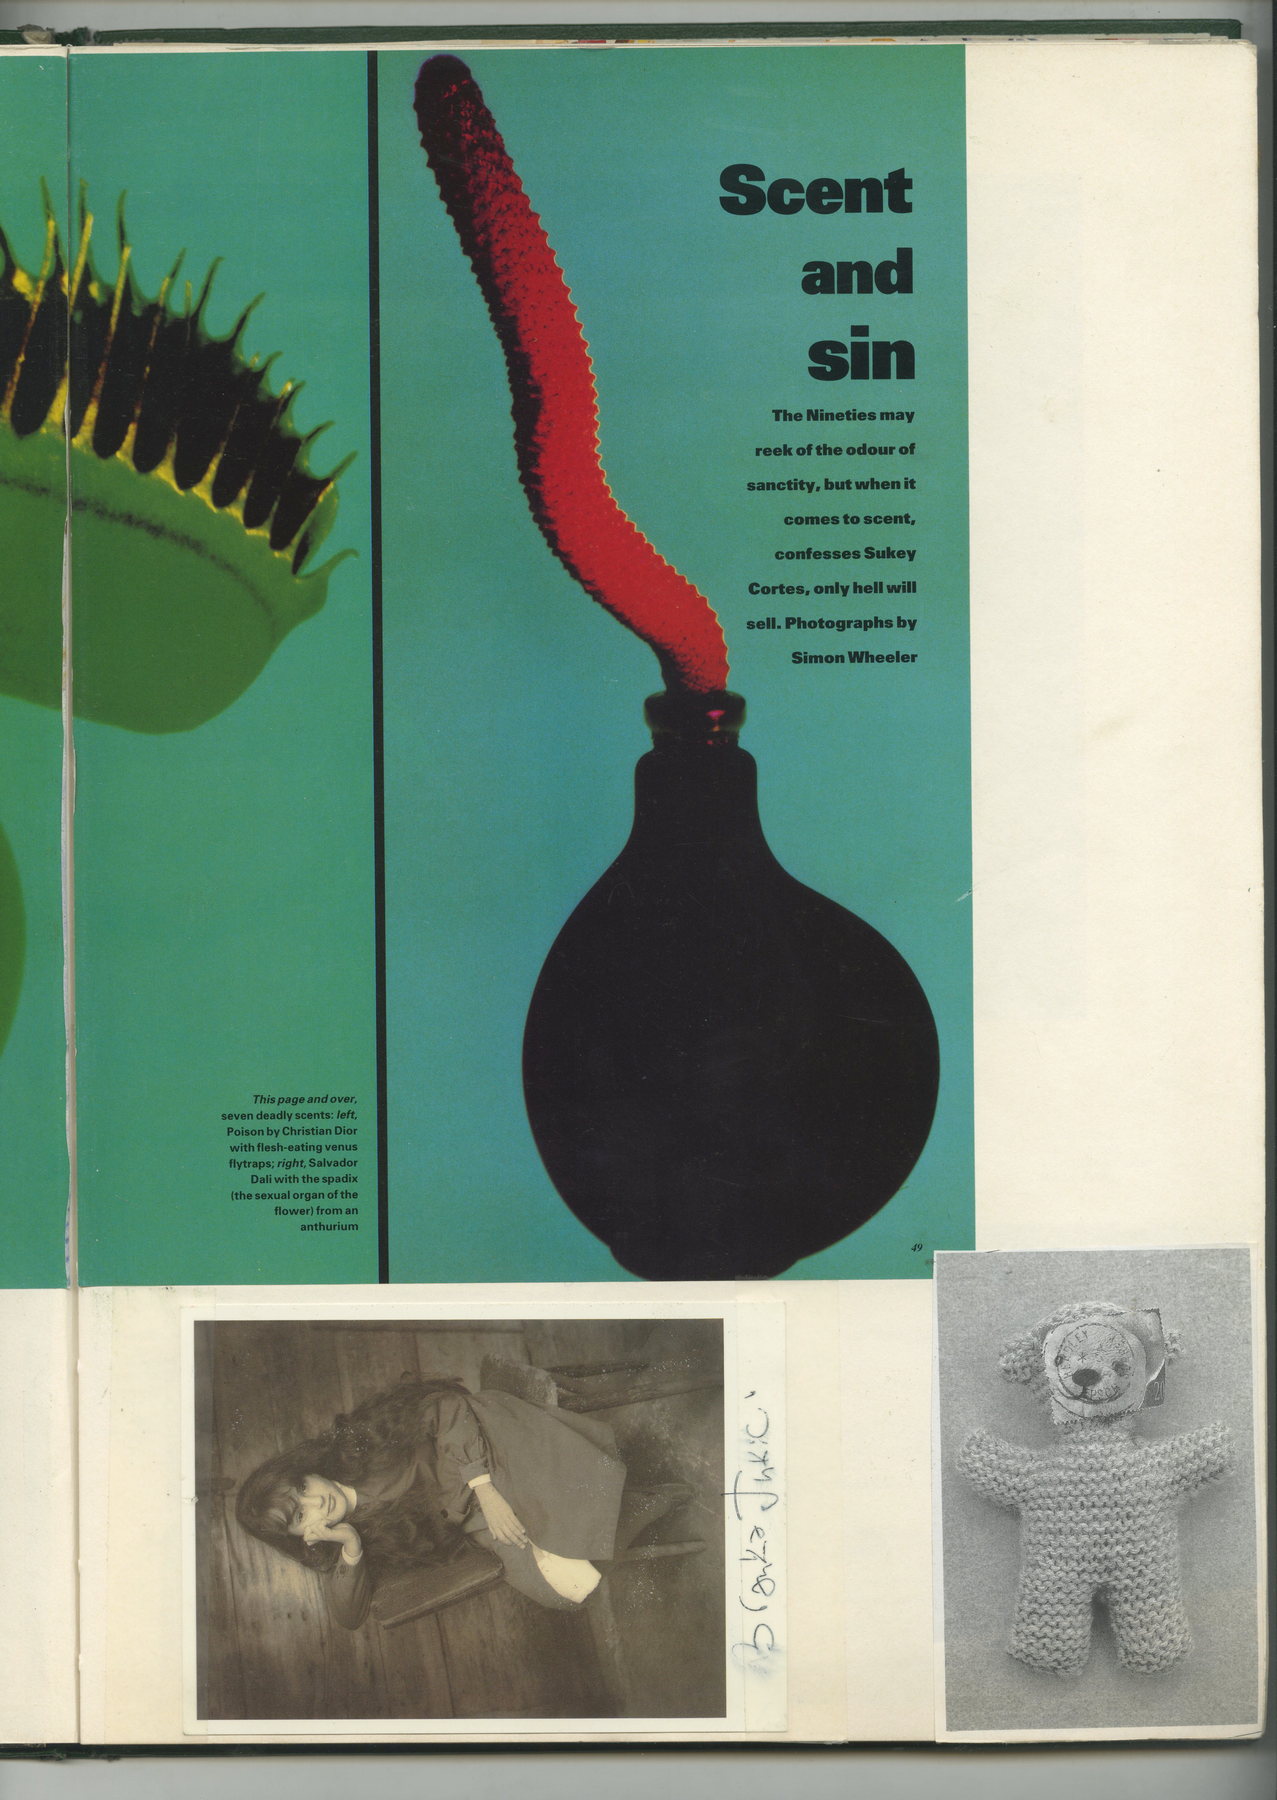 Scent
and
sin
The Nineties may
reek of the odour of
sanctity, but when it
comes to scent,
confesses Sukey
Cortes, only hell will
sell. Photographs by
Simon Wheeler
This page and over,
seven deadly scents: left,
Poison by Christian Dior
with flesh-eating venus
flytraps; right, Salvador
Dali with the spadix
(the sexual organ of the
flower) from an
anthurium
49